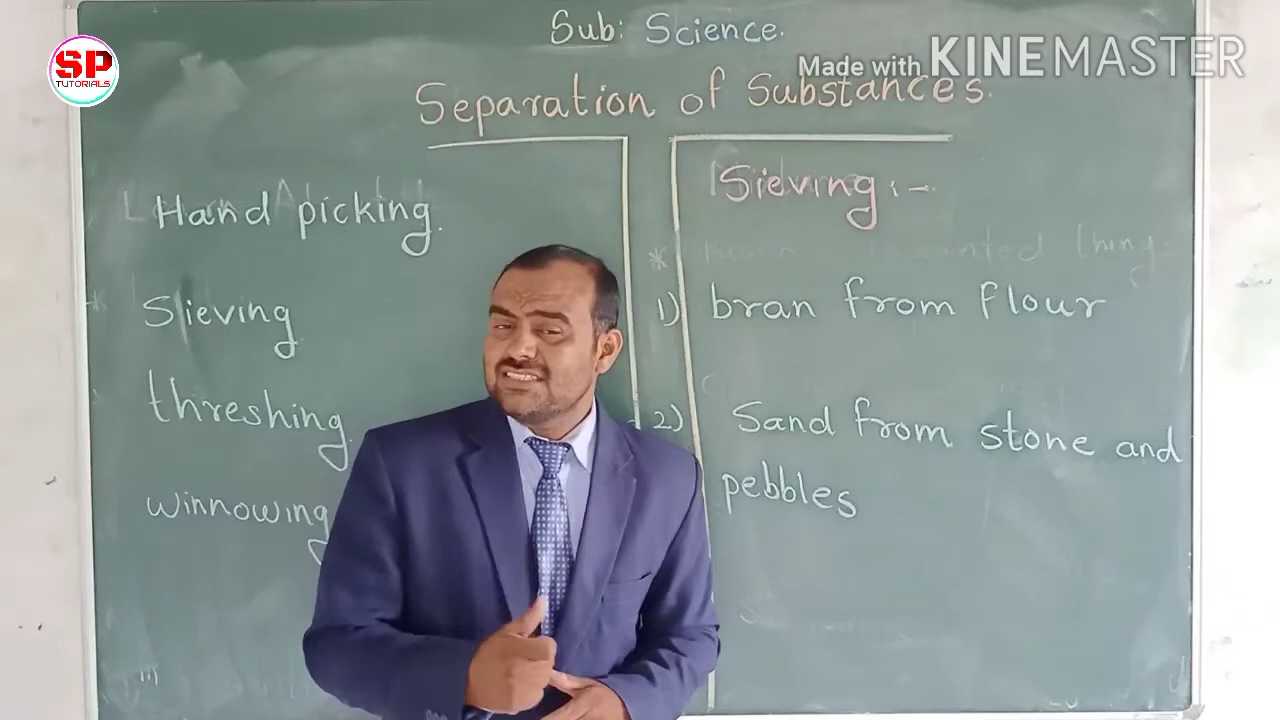 Sub: Science.
SP
TUTORIALS
Made with KINEMASTER
Separation of Substances.
Hand picking.
Sieving
threshing.
winnowing
Sieving :-
1) bran from flour
2) Sand from stone and
pebbles